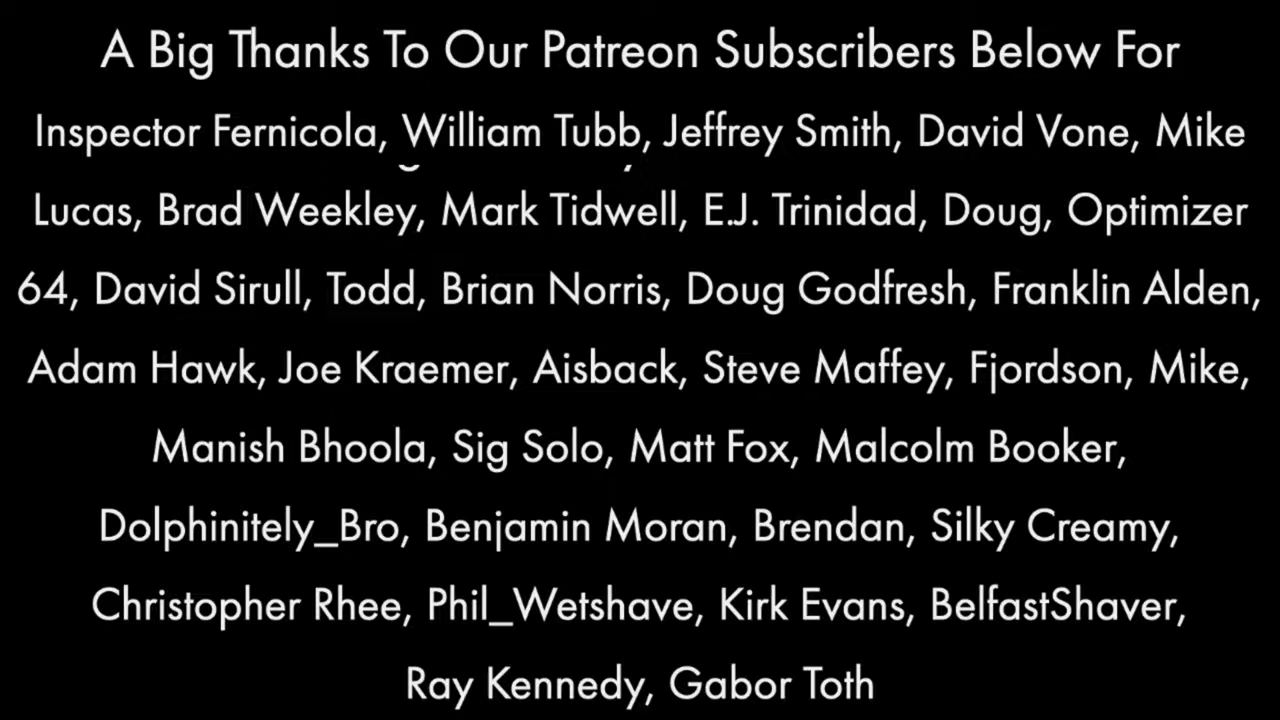 A Big Thanks To Our Patreon Subscribers Below For
Inspector Fernicola, William Tubb, Jeffrey Smith, David Vone, Mike
Lucas, Brad Weekley, Mark Tidwell, E.J. Trinidad, Doug, Optimizer
64, David Sirull, Todd, Brian Norris, Doug Godfresh, Franklin Alden,
Adam Hawk, Joe Kraemer, Aisback, Steve Maffey, Fjordson, Mike,
Manish Bhoola, Sig Solo, Matt Fox, Malcolm Booker,
Dolphinitely_Bro, Benjamin Moran, Brendan, Silky Creamy,
Christopher Rhee, Phil_Wetshave, Kirk Evans, BelfastShaver,
Ray Kennedy, Gabor Toth